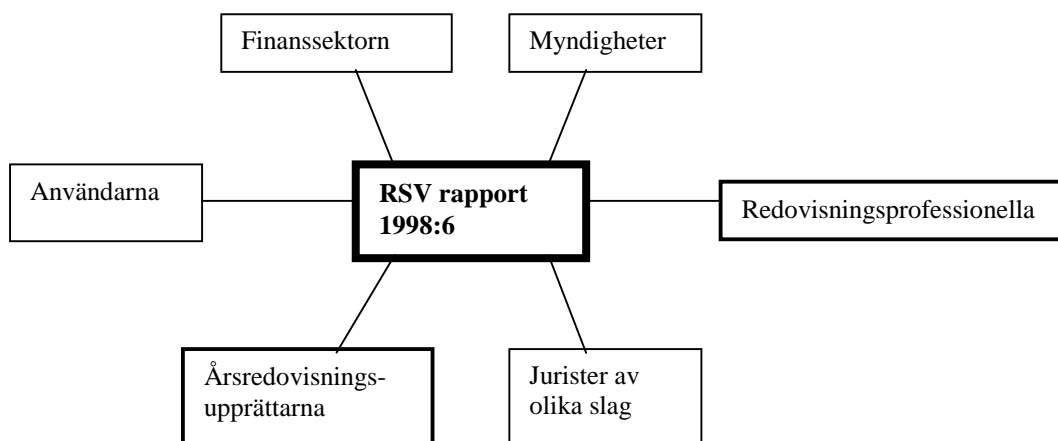 Finanssektorn
Myndigheter
Användarna
RSV rapport
1998:6
Redovisningsprofessionella
Årsredovisnings-
upprättarna
Jurister av
olika slag